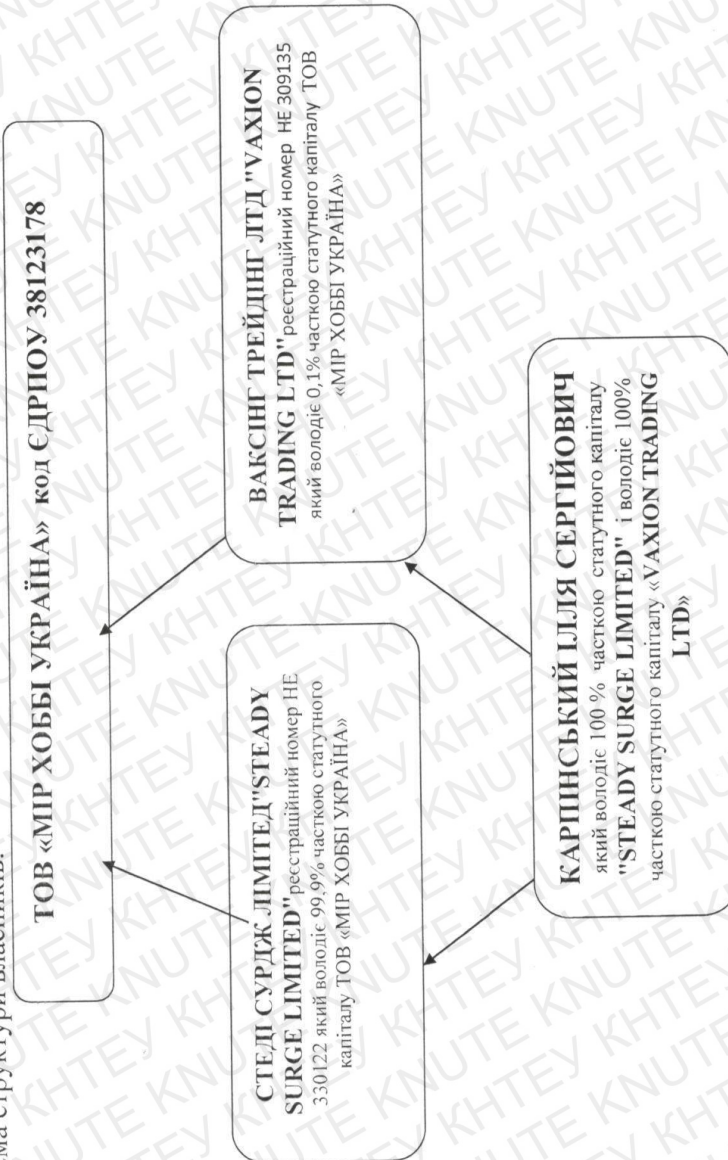 ма структури власників.
ТОВ «МІР ХОББІ УКРАЇНА» код ЄДРПОУ 38123178
СТЕДІ СУРДЖ ЛІМІТЕД"STEADY
SURGE LIMITED"реєстраційний номер НЕ
330122 який володіє 99,9% часткою статутного
капіталу ТОВ «МІР ХОББІ УКРАЇНА»
ВАКСІНГ ТРЕЙДІНГ ЛТД "VAXION
TRADING LTD"реєстраційний номер НЕ 309135
який володіє 0,1% часткою статутного капіталу ТОВ
«МІР ХОББІ УКРАЇНА»
КАРПІНСЬКИЙ ІЛЛЯ СЕРГІЙОВИЧ
який володіє 100 % часткою статутного капіталу
"STEADY SURGE LIMITED" і володіє 100%
часткою статутного капіталу «VAXION TRADING
LTD»